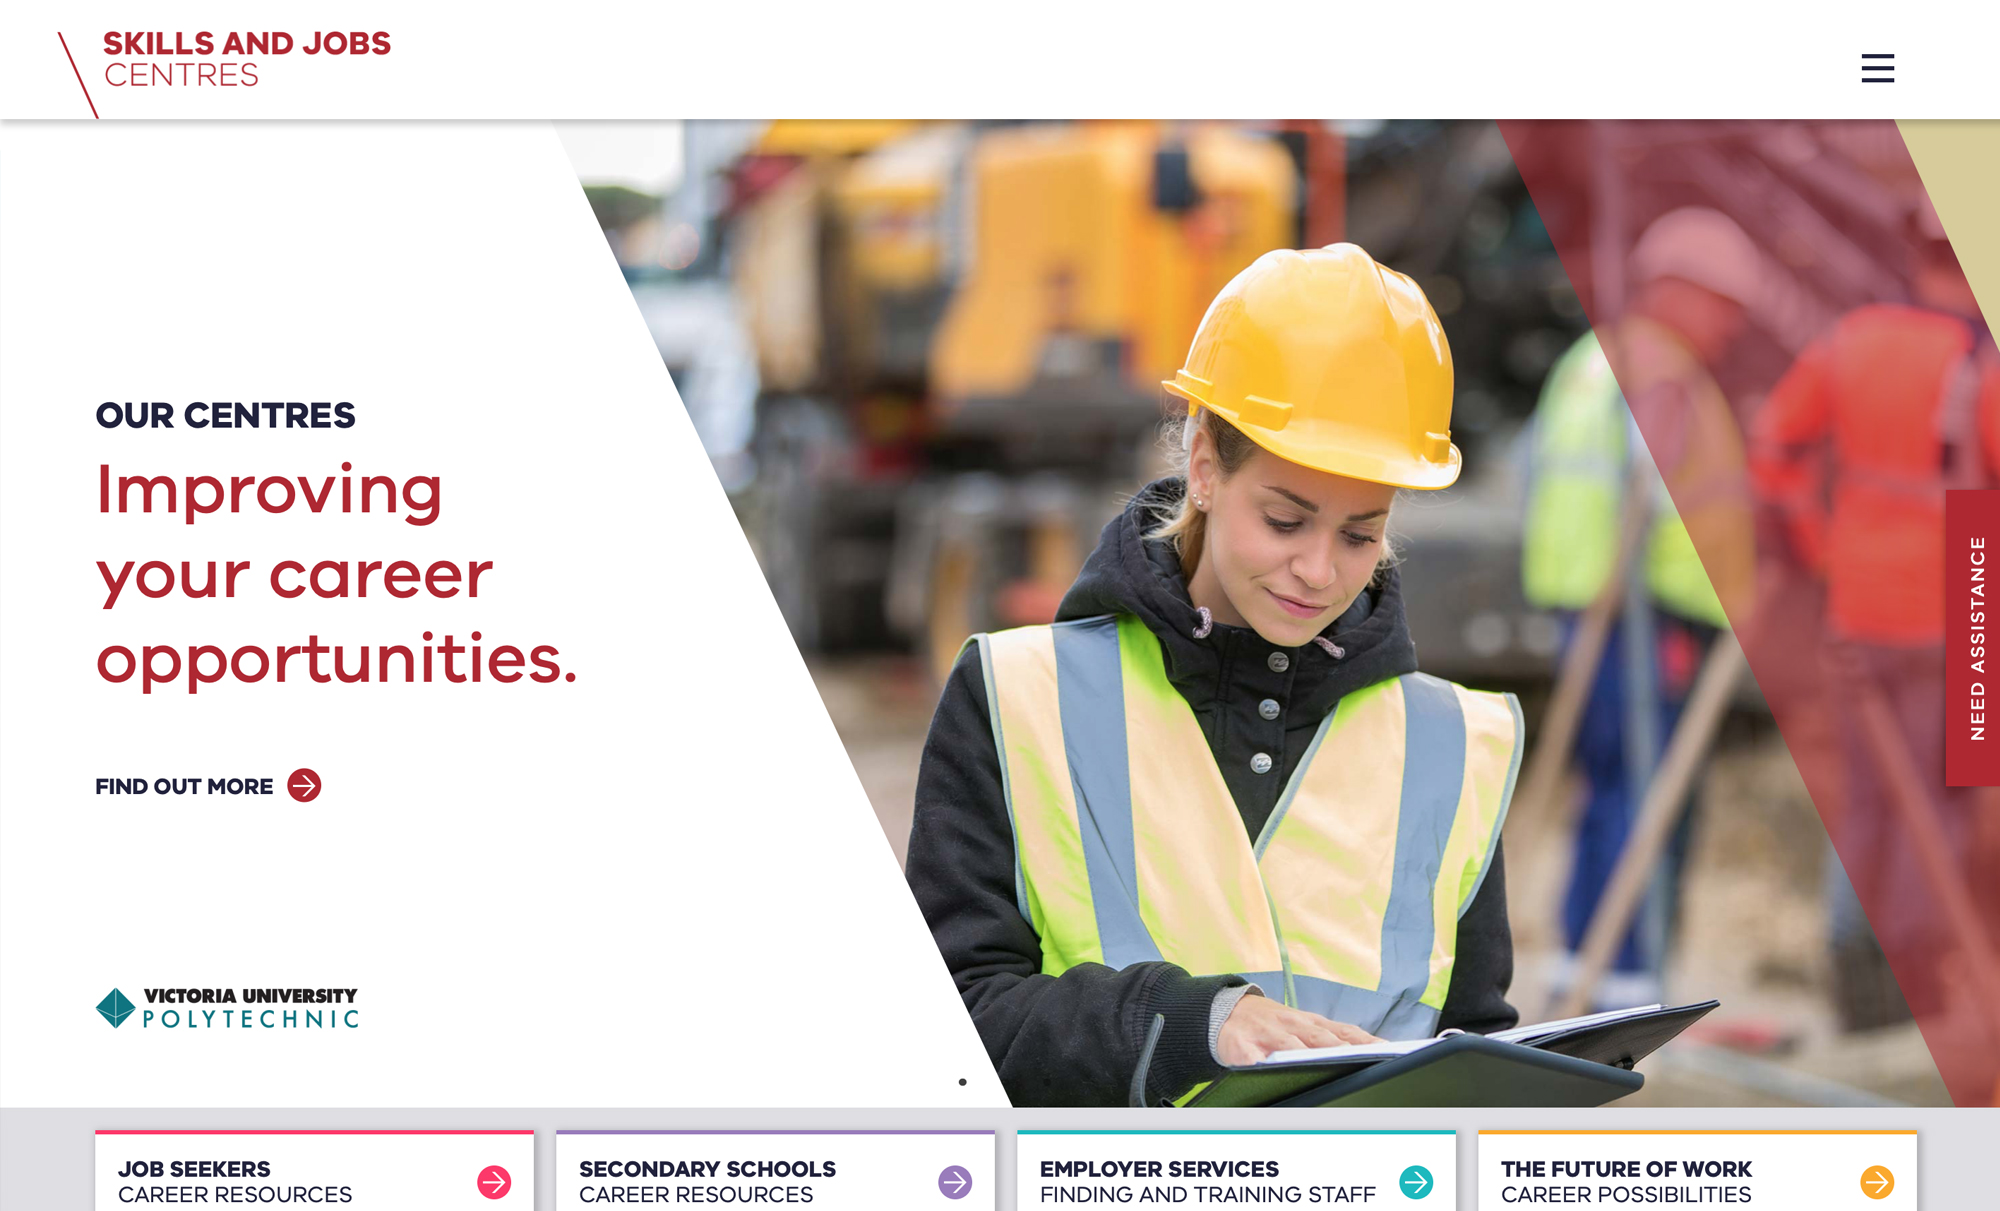 SKILLS AND JOBS
CENTRES
OUR CENTRES
Improving
your career
opportunities.
FIND OUT MORE
VICTORIA UNIVERSITY
POLYTECHNIC
NEED ASSISTANCE
JOB SEEKERS
CAREER RESOURCES
SECONDARY SCHOOLS
CAREER RESOURCES
EMPLOYER SERVICES
FINDING AND TRAINING STAFF
THE FUTURE OF WORK
CAREER POSSIBILITIES